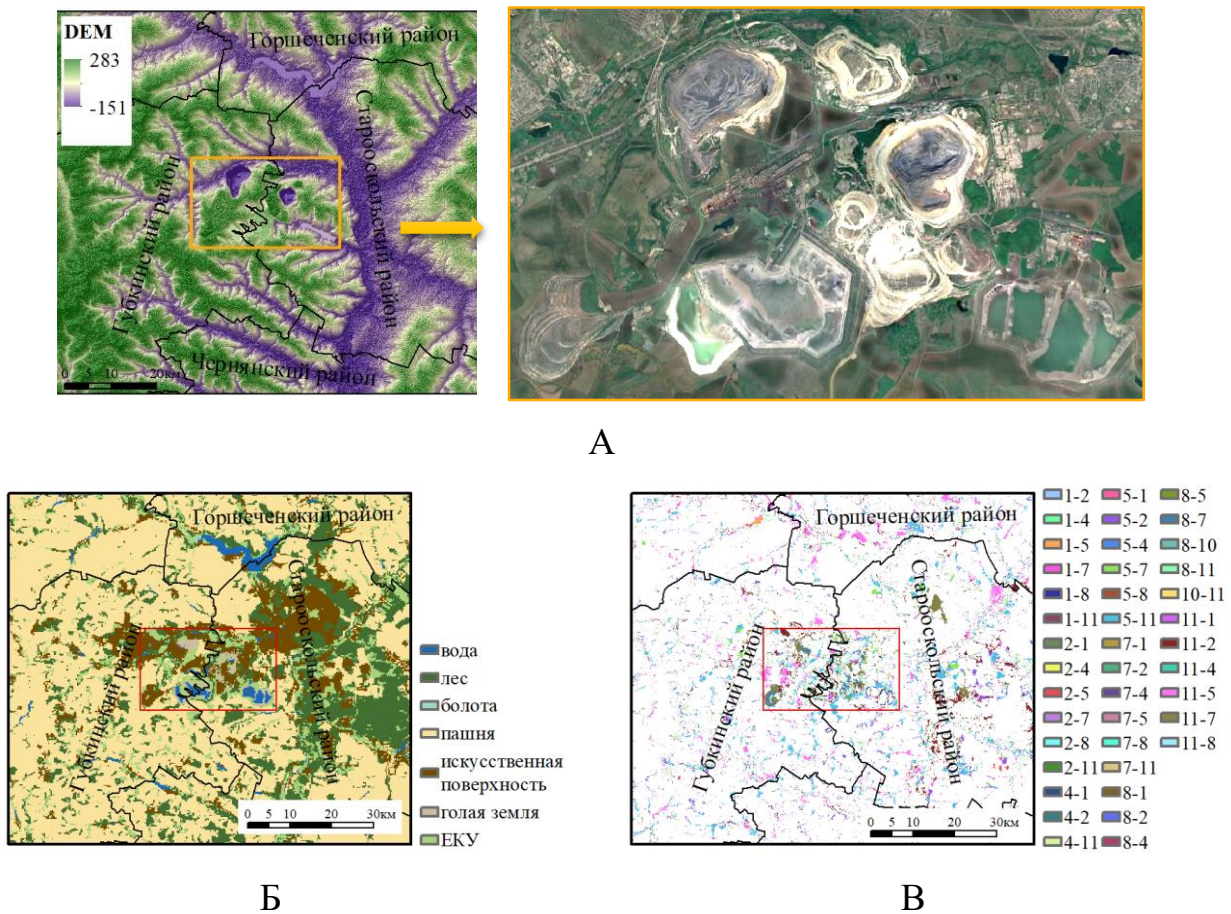 DEM
283
-151
Горшеченский район
Старооскольский район
Губкинский район
Чернянский район
0 5 10 20км
А
Горшеченский район
Старооскольский район
Губкинский район
0 5 10 20 30км
вода
лес
болота
пашня
искусственная
поверхность
голая земля
ЕКУ
Б
Горшеченский район
Старооскольский район
Губкинский район
0 5 10 20 30км
1-2 5-1 8-5
1-4 5-2 8-7
1-5 5-4 8-10
1-7 5-7 8-11
1-8 5-8 10-11
1-11 5-11 11-1
2-1 7-1 11-2
2-4 7-2 11-4
2-5 7-4 11-5
2-7 7-5 11-7
2-8 7-8 11-8
2-11 7-11
4-1 8-1
4-2 8-2
4-11 8-4
В